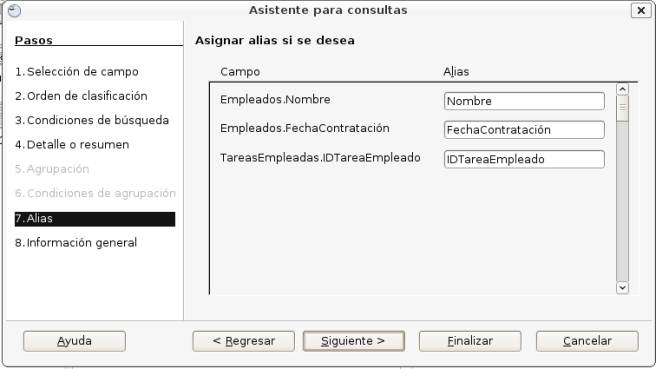 Asistente para consultas
Pasos
Asignar alias si se desea
1. Selección de campo
2. Orden de clasificación
3. Condiciones de búsqueda
4. Detalle o resumen
5. Agrupación
6. Condiciones de agrupación
7. Alias
8. Información general
Campo Alias
Empleados.Nombre Nombre
Empleados.FechaContratación FechaContratación
TareasEmpleadas.IDTareaEmpleado IDTareaEmpleado
Ayuda < Regresar Siguiente > Finalizar Cancelar